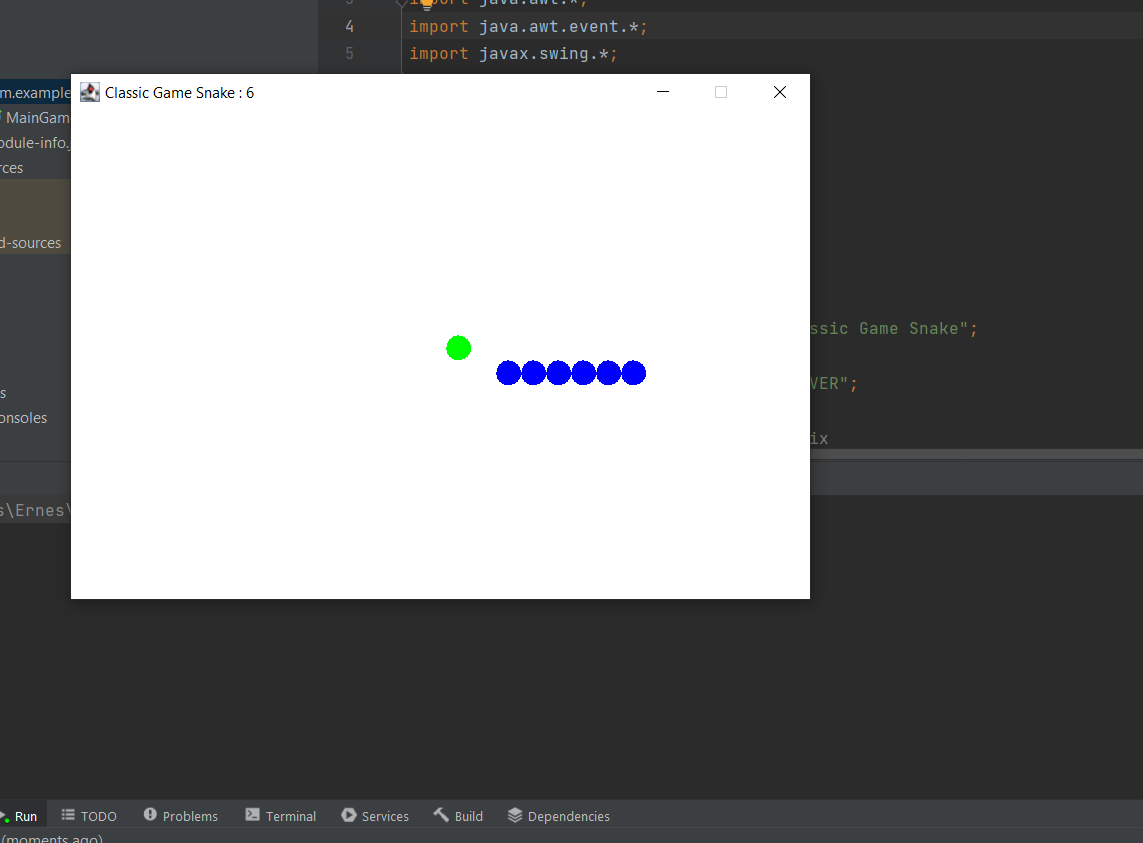 3 import java.awt.*;
4 import java.awt.event.*;
5 import javax.swing.*;
Classic Game Snake : 6
m.example
MainGam
odule-info.j
rces
d-sources
ssic Game Snake";
VER";
s
onsoles
ix
s\Ernes\
Run TODO Problems Terminal Services Build Dependencies
(moments ago)